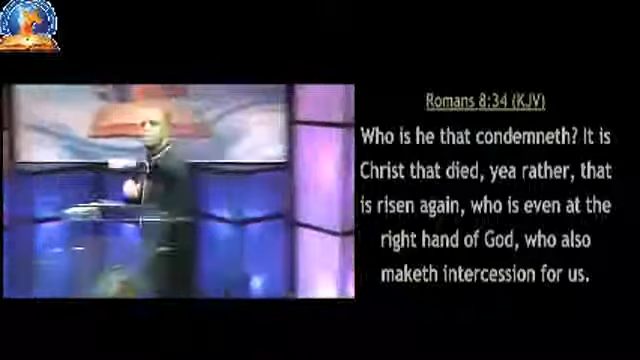 Romans 8:34 (KJV)
Who is he that condemneth? It is
Christ that died, yea rather, that
is risen again, who is even at the
right hand of God, who also
maketh intercession for us.